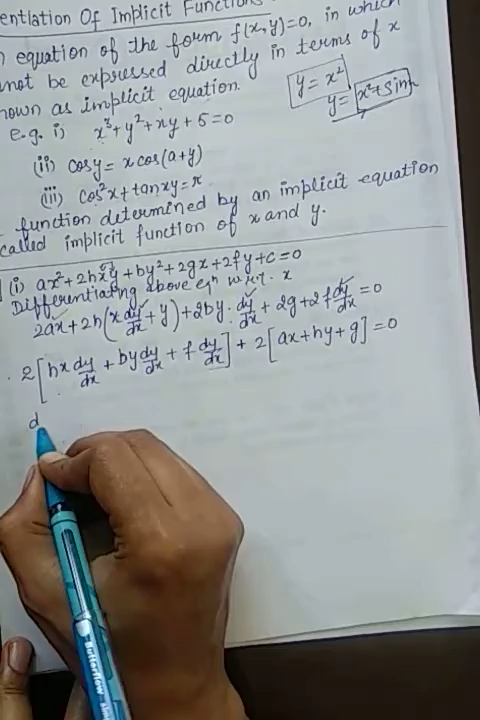 entiation Of Implicit Function
equation of the form f(x,y)=0, in which
not be expressed directly in terms of x
nown as implicit equation.
y = x²
y = x²+sin
e.g. i) x³+y²+xy+5=0
(ii) cosy = x cos(a+y)
(iii) cos²x+tanxy=π
function determined by an implicit equation
called implicit function of x and y.
(i) ax²+2hxy+by²+2gx+2fy+c=0
Differentiating above eqⁿ w.r.t. x
2ax+2h(x dy/dx + y)+2by·dy/dx+2g+2f dy/dx=0
2[hx dy/dx + by dy/dx + f dy/dx] + 2[ax+hy+g]=0
d
Butterflow